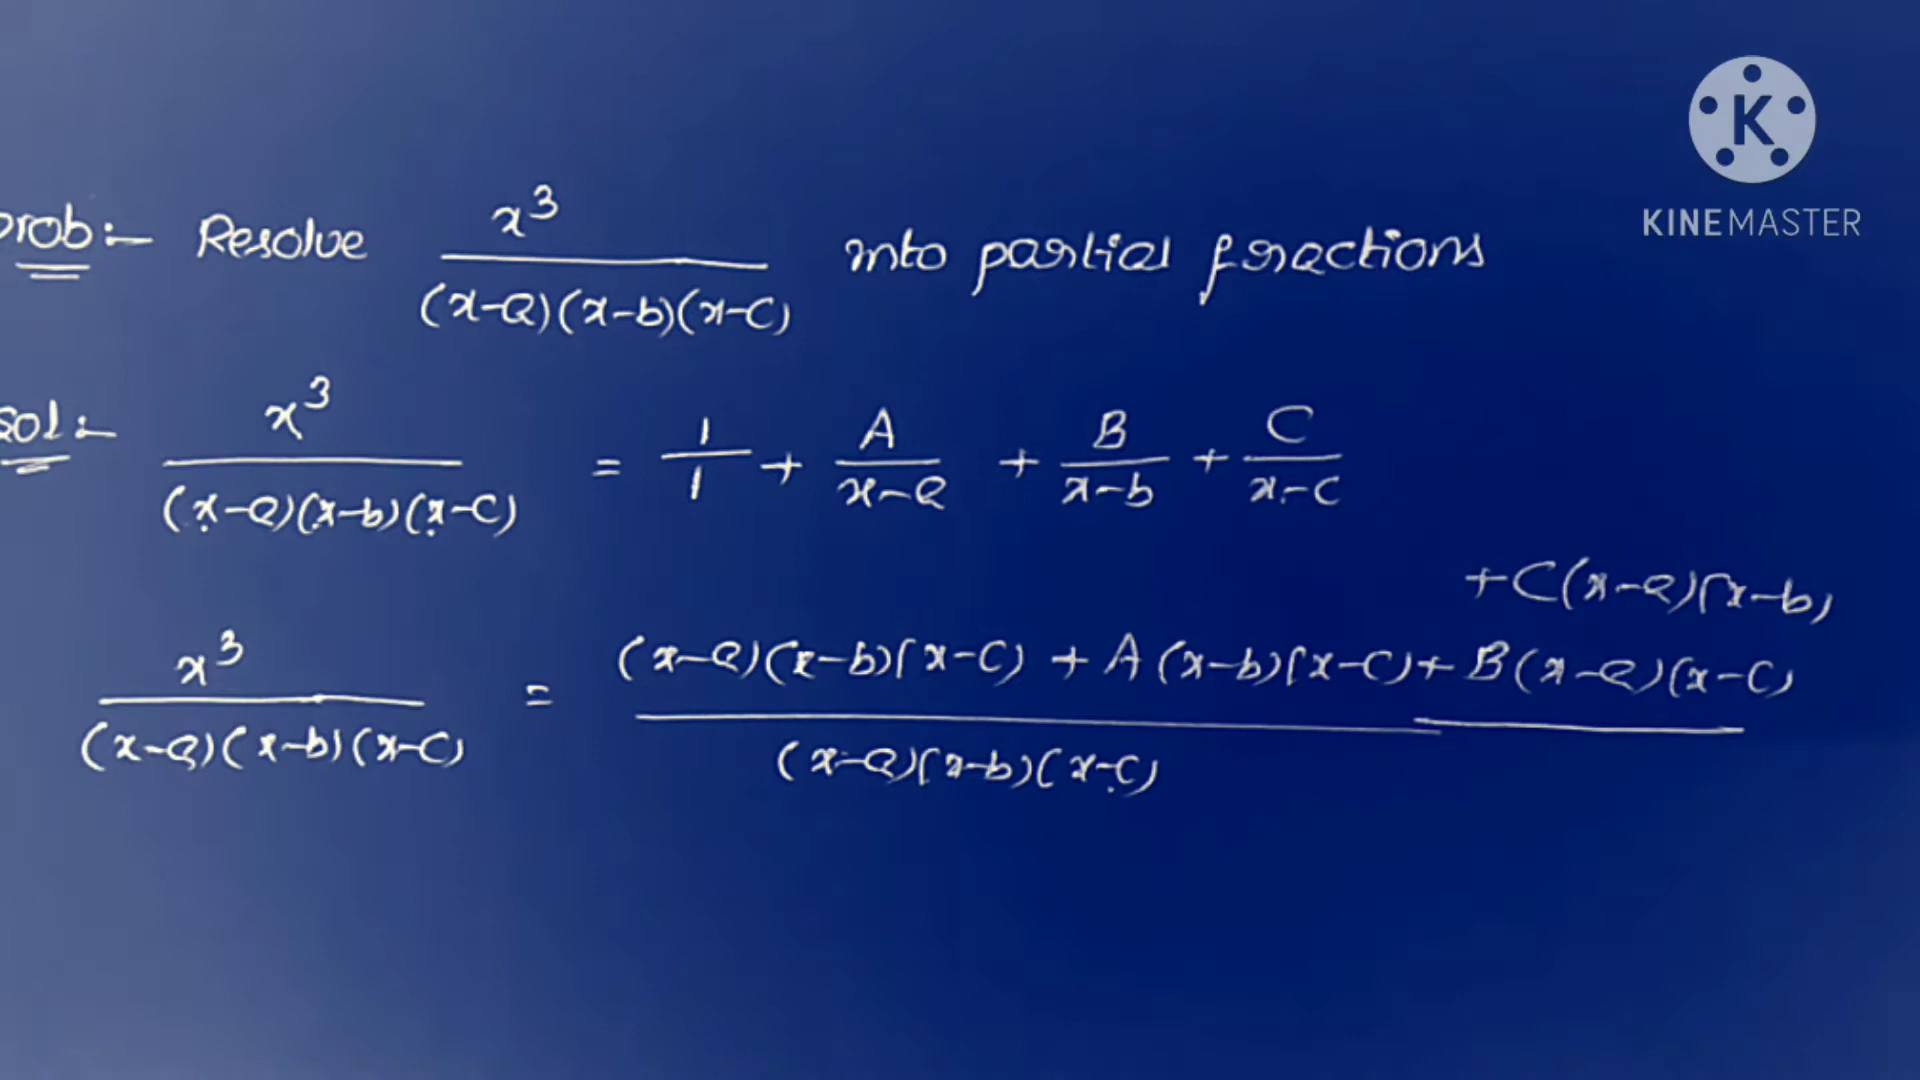 KINEMASTER
prob:- Resolve x³/((x-a)(x-b)(x-c)) into partial fractions
sol:- x³/((x-a)(x-b)(x-c)) = 1/1 + A/(x-a) + B/(x-b) + C/(x-c)
x³/((x-a)(x-b)(x-c)) = ((x-a)(x-b)(x-c) + A(x-b)(x-c) + B(x-a)(x-c) + C(x-a)(x-b))/((x-a)(x-b)(x-c))